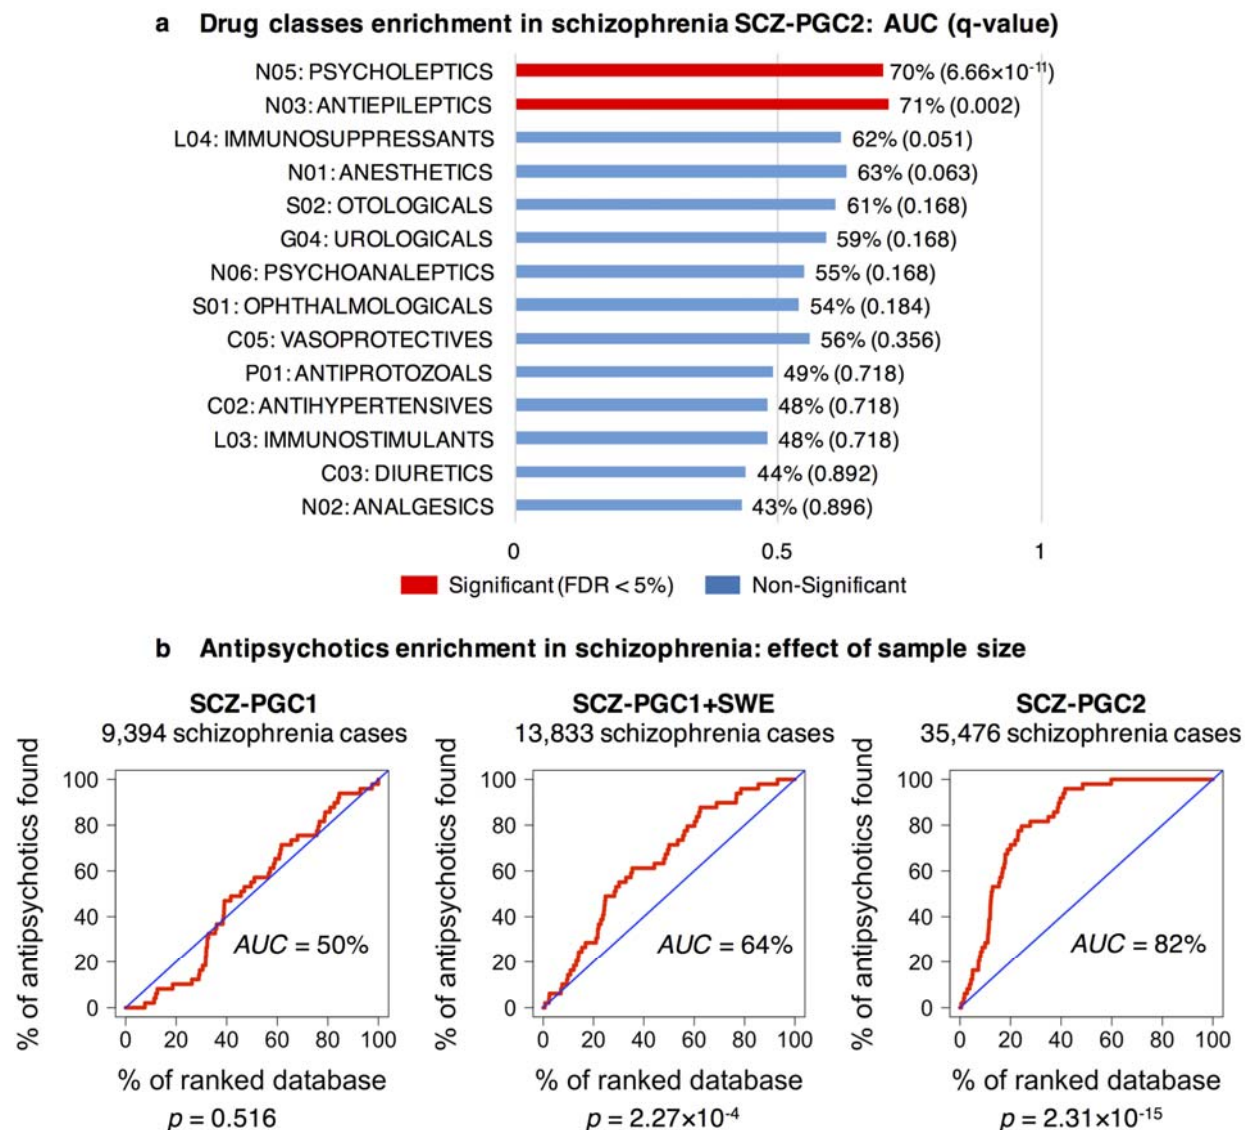 a Drug classes enrichment in schizophrenia SCZ-PGC2: AUC (q-value)
N05: PSYCHOLEPTICS 70% (6.66×10⁻¹¹)
N03: ANTIEPILEPTICS 71% (0.002)
L04: IMMUNOSUPPRESSANTS 62% (0.051)
N01: ANESTHETICS 63% (0.063)
S02: OTOLOGICALS 61% (0.168)
G04: UROLOGICALS 59% (0.168)
N06: PSYCHOANALEPTICS 55% (0.168)
S01: OPHTHALMOLOGICALS 54% (0.184)
C05: VASOPROTECTIVES 56% (0.356)
P01: ANTIPROTOZOALS 49% (0.718)
C02: ANTIHYPERTENSIVES 48% (0.718)
L03: IMMUNOSTIMULANTS 48% (0.718)
C03: DIURETICS 44% (0.892)
N02: ANALGESICS 43% (0.896)
0 0.5 1
Significant (FDR < 5%) Non-Significant
b Antipsychotics enrichment in schizophrenia: effect of sample size
SCZ-PGC1
9,394 schizophrenia cases
% of antipsychotics found
100
80
60
40
20
0
AUC = 50%
0 20 40 60 80 100
% of ranked database
p = 0.516
SCZ-PGC1+SWE
13,833 schizophrenia cases
% of antipsychotics found
100
80
60
40
20
0
AUC = 64%
0 20 40 60 80 100
% of ranked database
p = 2.27×10⁻⁴
SCZ-PGC2
35,476 schizophrenia cases
% of antipsychotics found
100
80
60
40
20
0
AUC = 82%
0 20 40 60 80 100
% of ranked database
p = 2.31×10⁻¹⁵